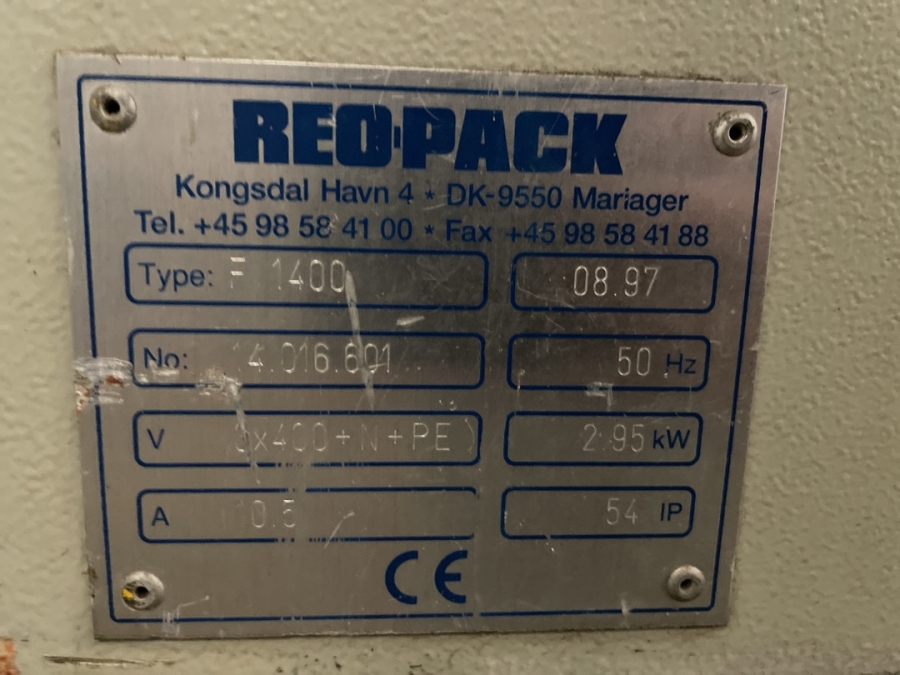 REO-PACK
Kongsdal Havn 4 * DK-9550 Mariager
Tel. +45 98 58 41 00 * Fax +45 98 58 41 88
Type: F 1400 08.97
No: 4.016.601 50 Hz
V 3x400+N+PE 2.95 kW
A 54 IP
CE